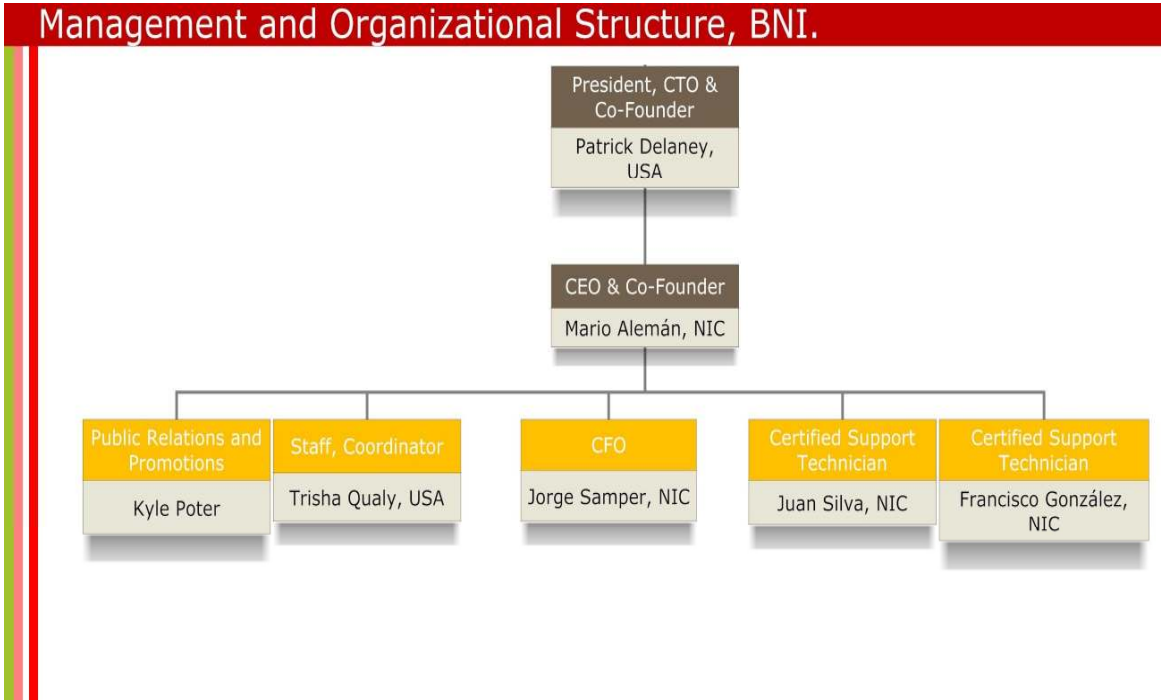 Management and Organizational Structure, BNI.
President, CTO &
Co-Founder
Patrick Delaney,
USA
CEO & Co-Founder
Mario Alemán, NIC
Public Relations and
Promotions
Kyle Poter
Staff, Coordinator
Trisha Qualy, USA
CFO
Jorge Samper, NIC
Certified Support
Technician
Juan Silva, NIC
Certified Support
Technician
Francisco González,
NIC